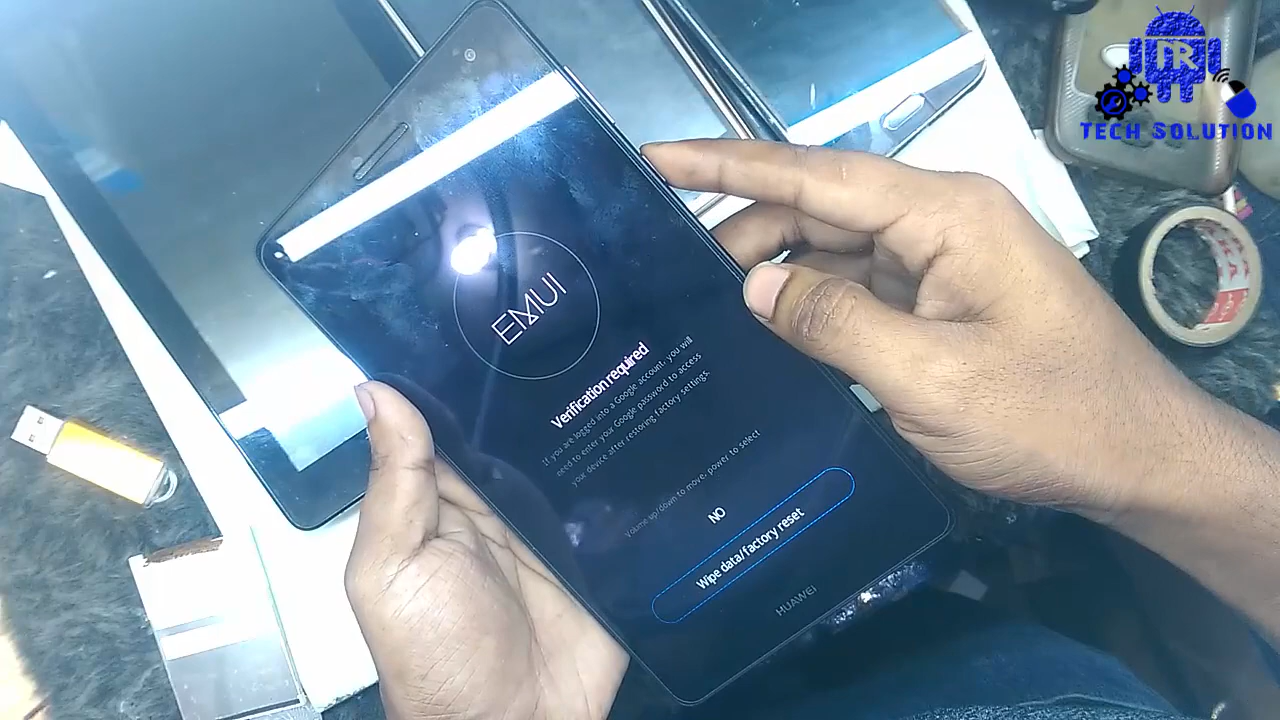 TR
TECH SOLUTION
EMUI
Verification required
If you are logged into a Google account, you will
need to enter your Google password to access
your device after restoring factory settings.
Volume up/down to move, power to select
NO
Wipe data/factory reset
HUAWEI